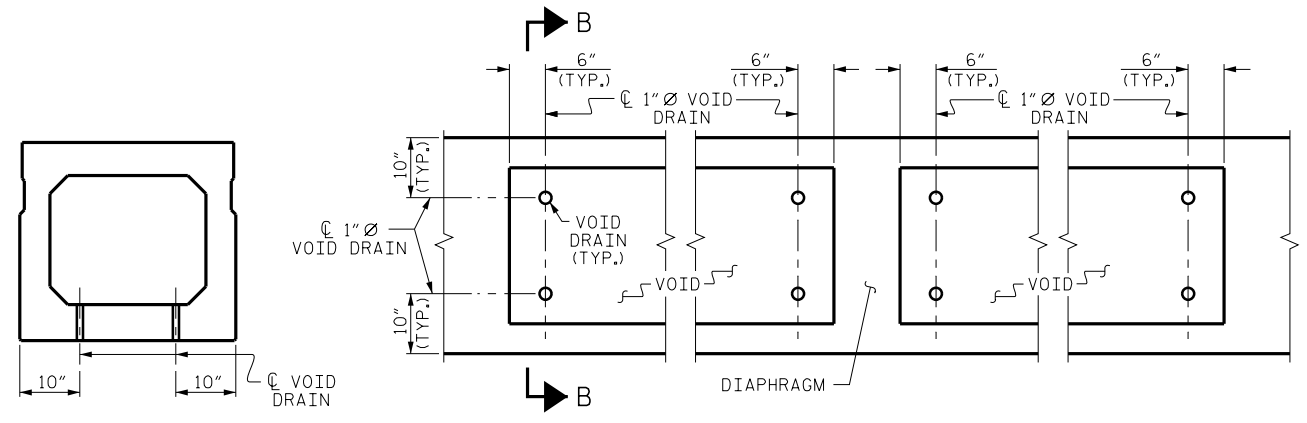 B
6" (TYP.)
6" (TYP.)
6" (TYP.)
6" (TYP.)
℄ 1" Ø VOID
DRAIN
℄ 1" Ø VOID
DRAIN
10"
(TYP.)
℄ 1" Ø
VOID DRAIN
VOID
DRAIN
(TYP.)
VOID
VOID
10"
(TYP.)
10"
10"
℄ VOID
DRAIN
DIAPHRAGM
B